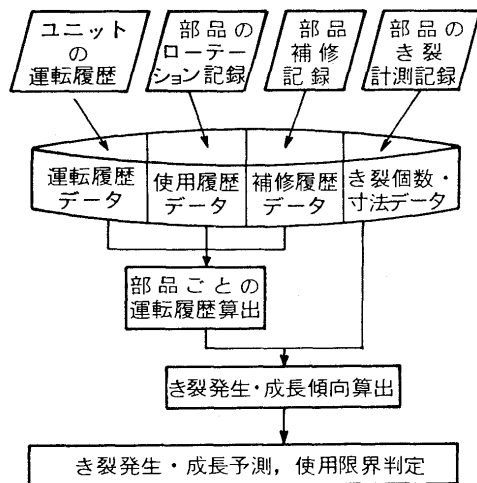 ユニット
の
運転履歴
部品の
ローテー
ション記録
部品
補修
記録
部品の
き裂
計測記録
運転履歴
データ
使用履歴
データ
補修履歴
データ
き裂個数・
寸法データ
部品ごとの
運転履歴算出
き裂発生・成長傾向算出
き裂発生・成長予測，使用限界判定